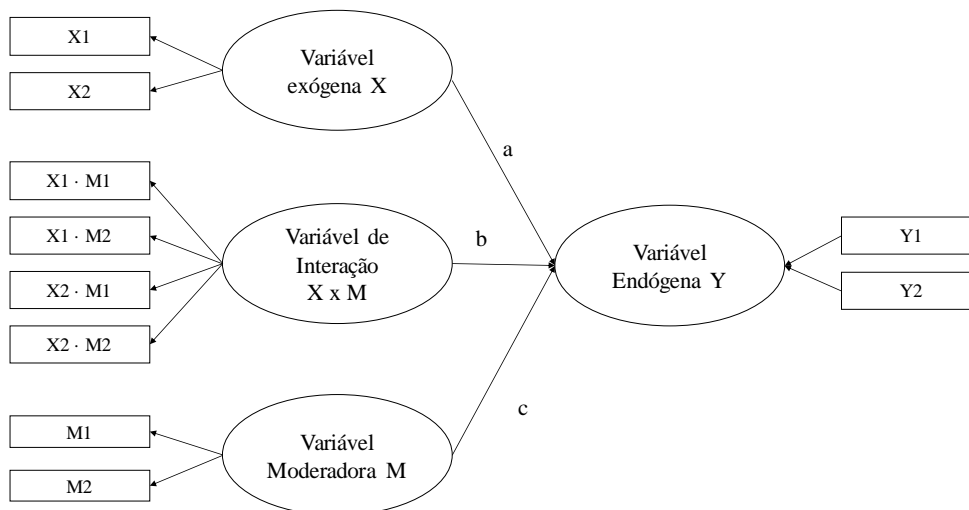 X1
X2
Variável
exógena X
a
X1 · M1
X1 · M2
X2 · M1
X2 · M2
Variável de
Interação
X x M
b
Variável
Endógena Y
Y1
Y2
c
M1
M2
Variável
Moderadora M